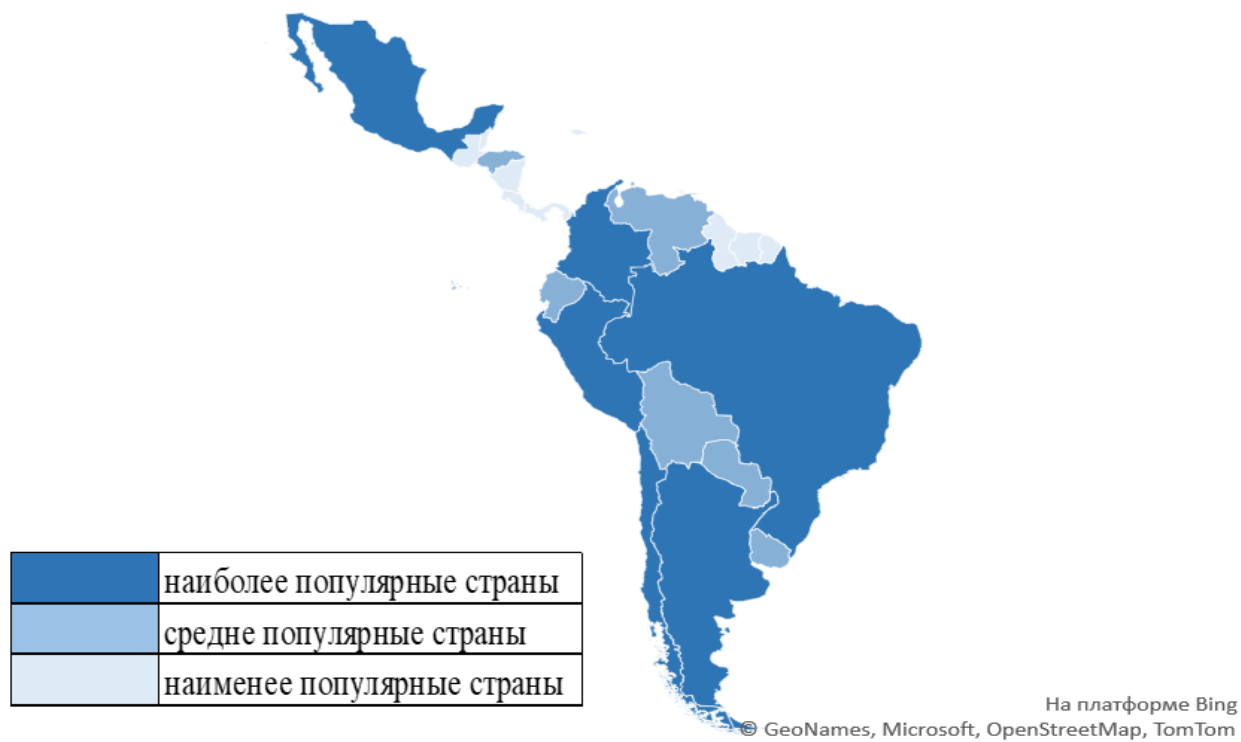 наиболее популярные страны
средне популярные страны
наименее популярные страны
На платформе Bing
© GeoNames, Microsoft, OpenStreetMap, TomTom